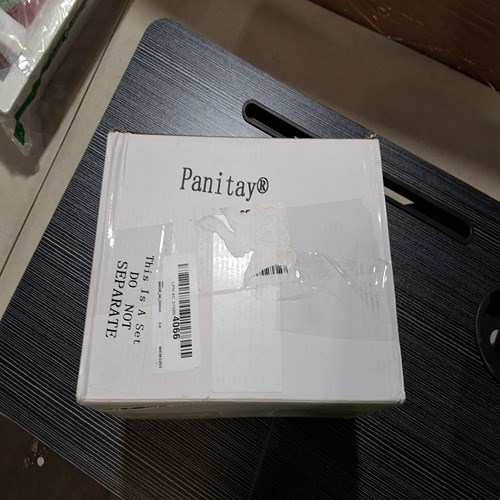 Panitay®
This Is A Set
DO NOT
SEPARATE
4066